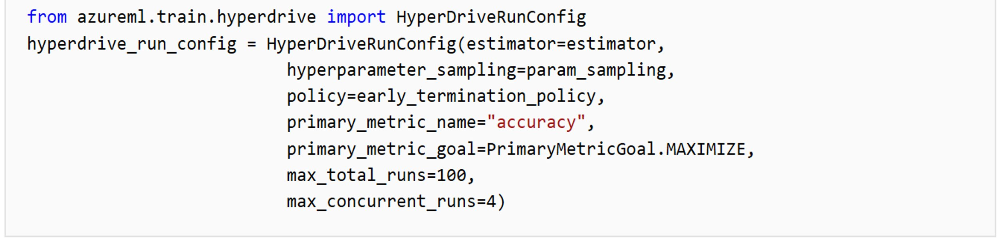 from azureml.train.hyperdrive import HyperDriveRunConfig
hyperdrive_run_config = HyperDriveRunConfig(estimator=estimator,
hyperparameter_sampling=param_sampling,
policy=early_termination_policy,
primary_metric_name="accuracy",
primary_metric_goal=PrimaryMetricGoal.MAXIMIZE,
max_total_runs=100,
max_concurrent_runs=4)